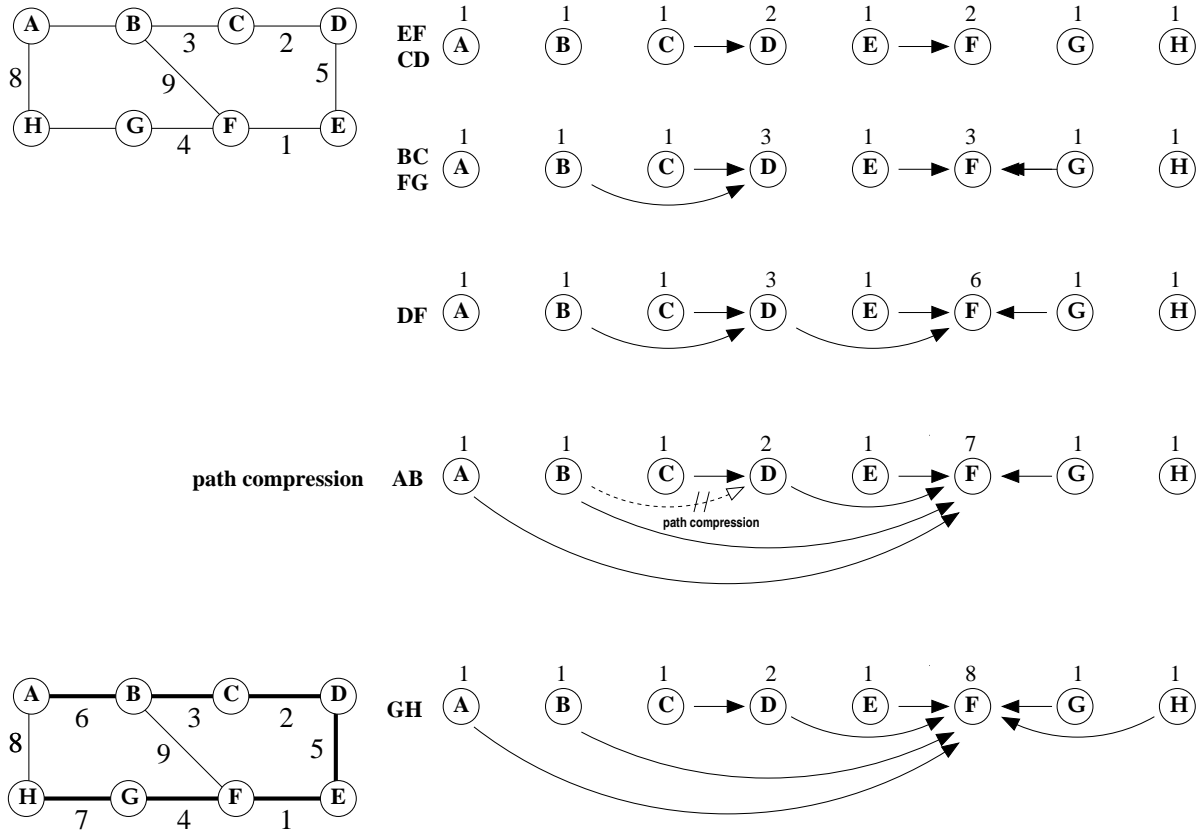 A B C D
3 2
8 9 5
H G F E
4 1
1 1 1 2 1 2 1 1
EF
CD
A B C D E F G H
1 1 1 3 1 3 1 1
BC
FG
A B C D E F G H
1 1 1 3 1 6 1 1
DF A B C D E F G H
1 1 1 2 1 7 1 1
path compression AB A B C D E F G H
path compression
A B C D
6 3 2
8 9 5
H G F E
7 4 1
1 1 1 2 1 8 1 1
GH A B C D E F G H